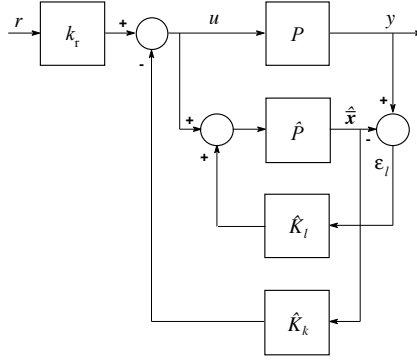 r
k_r
+
-
u
P
y
+
+
P̂
x̄̂
+
-
ε_l
K̂_l
K̂_k